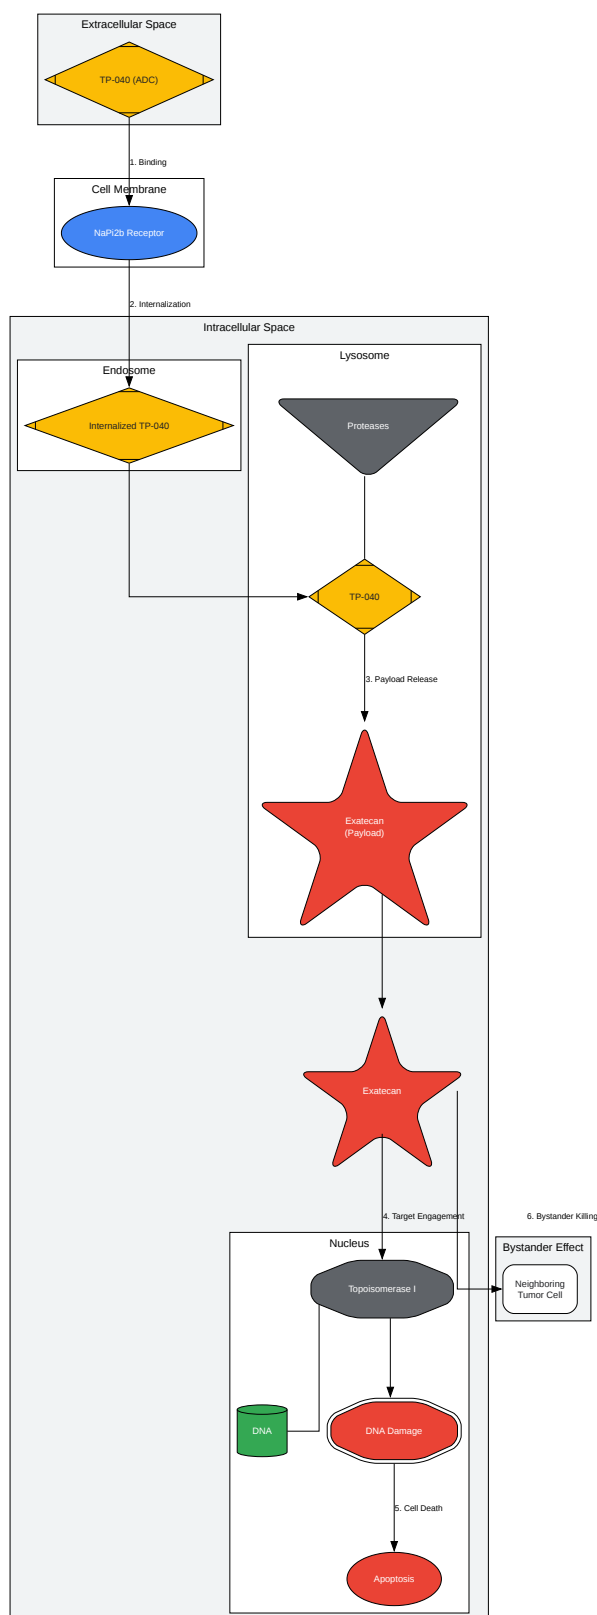 Extracellular Space
TP-040 (ADC)
1. Binding
Cell Membrane
NaPi2b Receptor
2. Internalization
Intracellular Space
Endosome
Internalized TP-040
Lysosome
Proteases
TP-040
3. Payload Release
Exatecan
(Payload)
Exatecan
4. Target Engagement
6. Bystander Killing
Nucleus
Topoisomerase I
Bystander Effect
Neighboring
Tumor Cell
DNA
DNA Damage
5. Cell Death
Apoptosis